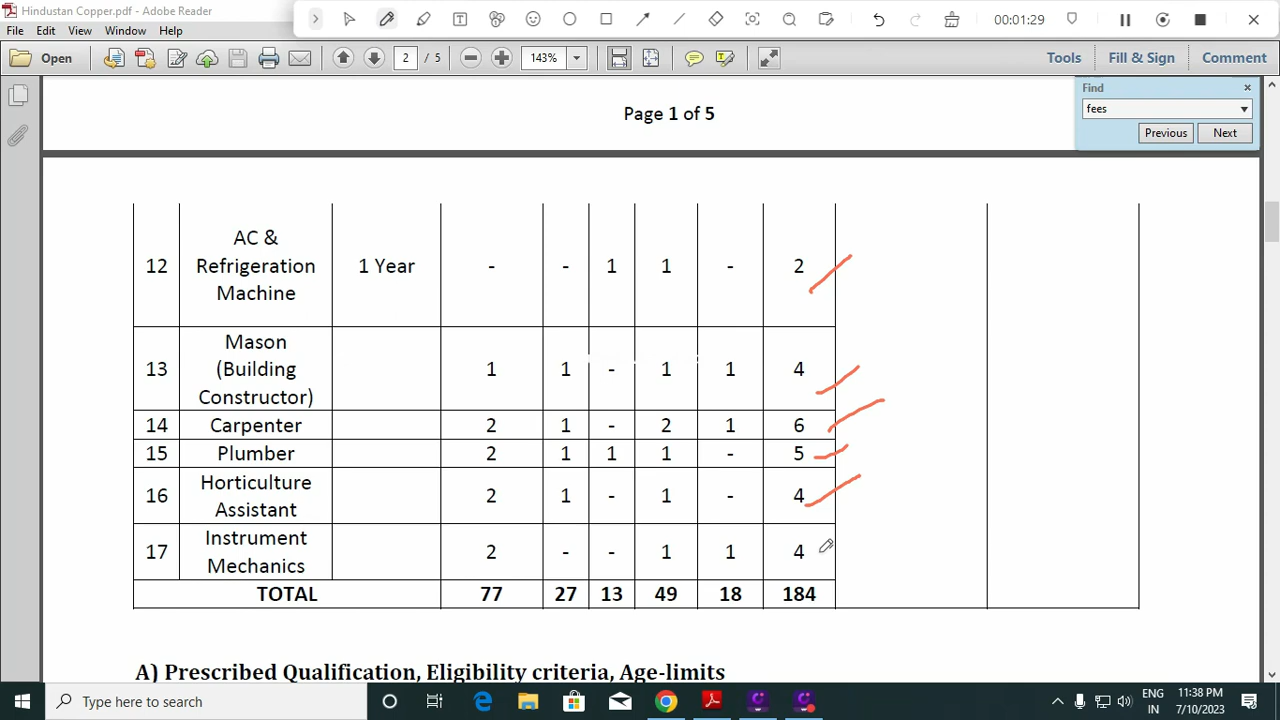 Hindustan Copper.pdf - Adobe Reader
00:01:29
File Edit View Window Help
Open
2 / 5
143%
Tools Fill & Sign Comment
Find
fees
Previous Next
Page 1 of 5
12 AC & Refrigeration Machine 1 Year - - 1 1 - 2
13 Mason (Building Constructor) 1 1 - 1 1 4
14 Carpenter 2 1 - 2 1 6
15 Plumber 2 1 1 1 - 5
16 Horticulture Assistant 2 1 - 1 - 4
17 Instrument Mechanics 2 - - 1 1 4
TOTAL 77 27 13 49 18 184
A) Prescribed Qualification, Eligibility criteria, Age-limits
Type here to search
ENG
IN
11:38 PM
7/10/2023